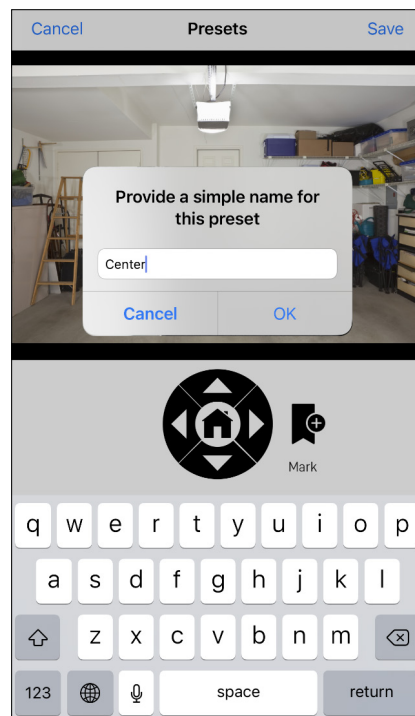 Cancel Presets Save
Provide a simple name for
this preset
Center
Cancel OK
Mark
q w e r t y u i o p
a s d f g h j k l
z x c v b n m
123 space return